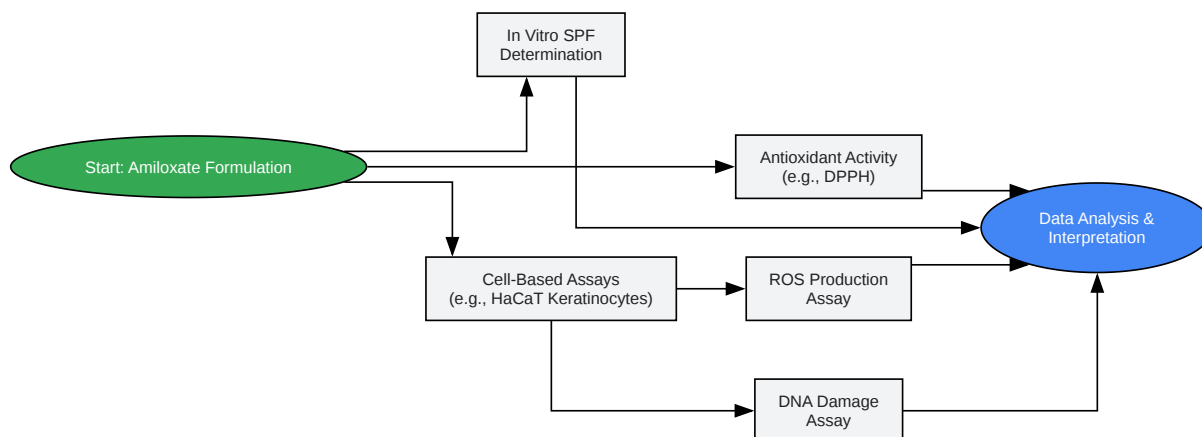 In Vitro SPF
Determination
Start: Amiloxate Formulation
Antioxidant Activity
(e.g., DPPH)
Data Analysis &
Interpretation
Cell-Based Assays
(e.g., HaCaT Keratinocytes)
ROS Production
Assay
DNA Damage
Assay